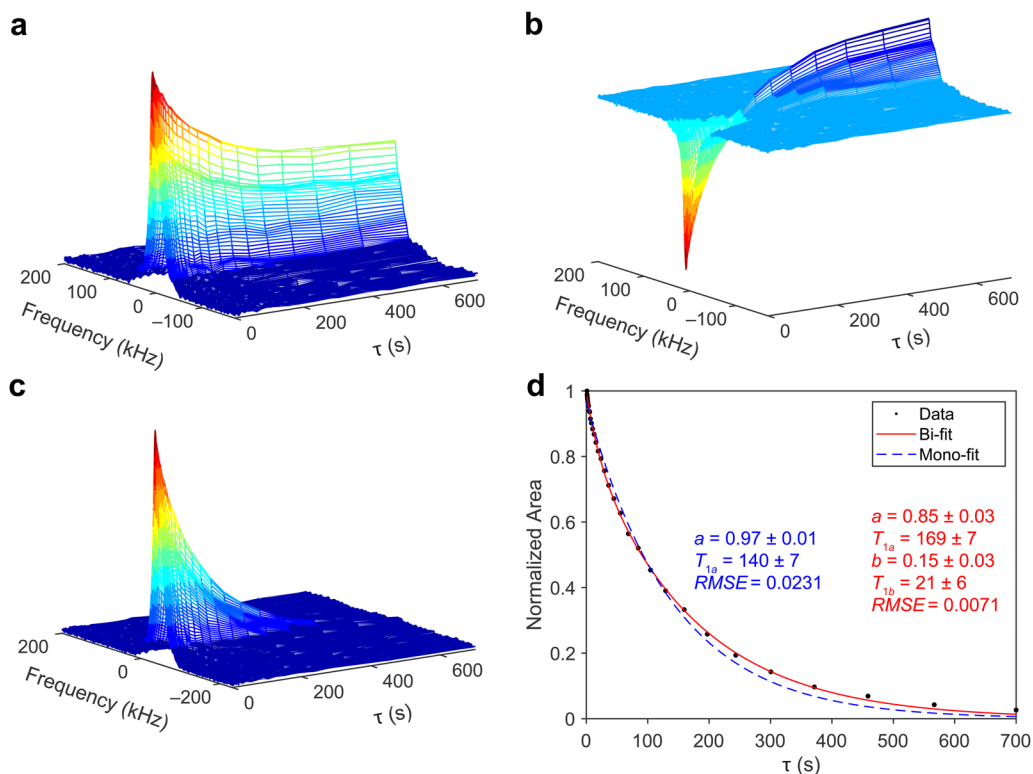 a
200
100
0
–100
Frequency (kHz)
0
200
400
600
τ (s)
b
200
100
0
–100
Frequency (kHz)
0
200
400
600
τ (s)
c
200
0
–200
Frequency (kHz)
0
200
400
600
τ (s)
d
1
0.8
0.6
0.4
0.2
0
Normalized Area
0
100
200
300
400
500
600
700
τ (s)
Data
Bi-fit
Mono-fit
a = 0.97 ± 0.01
T1a = 140 ± 7
RMSE = 0.0231
a = 0.85 ± 0.03
T1a = 169 ± 7
b = 0.15 ± 0.03
T1b = 21 ± 6
RMSE = 0.0071